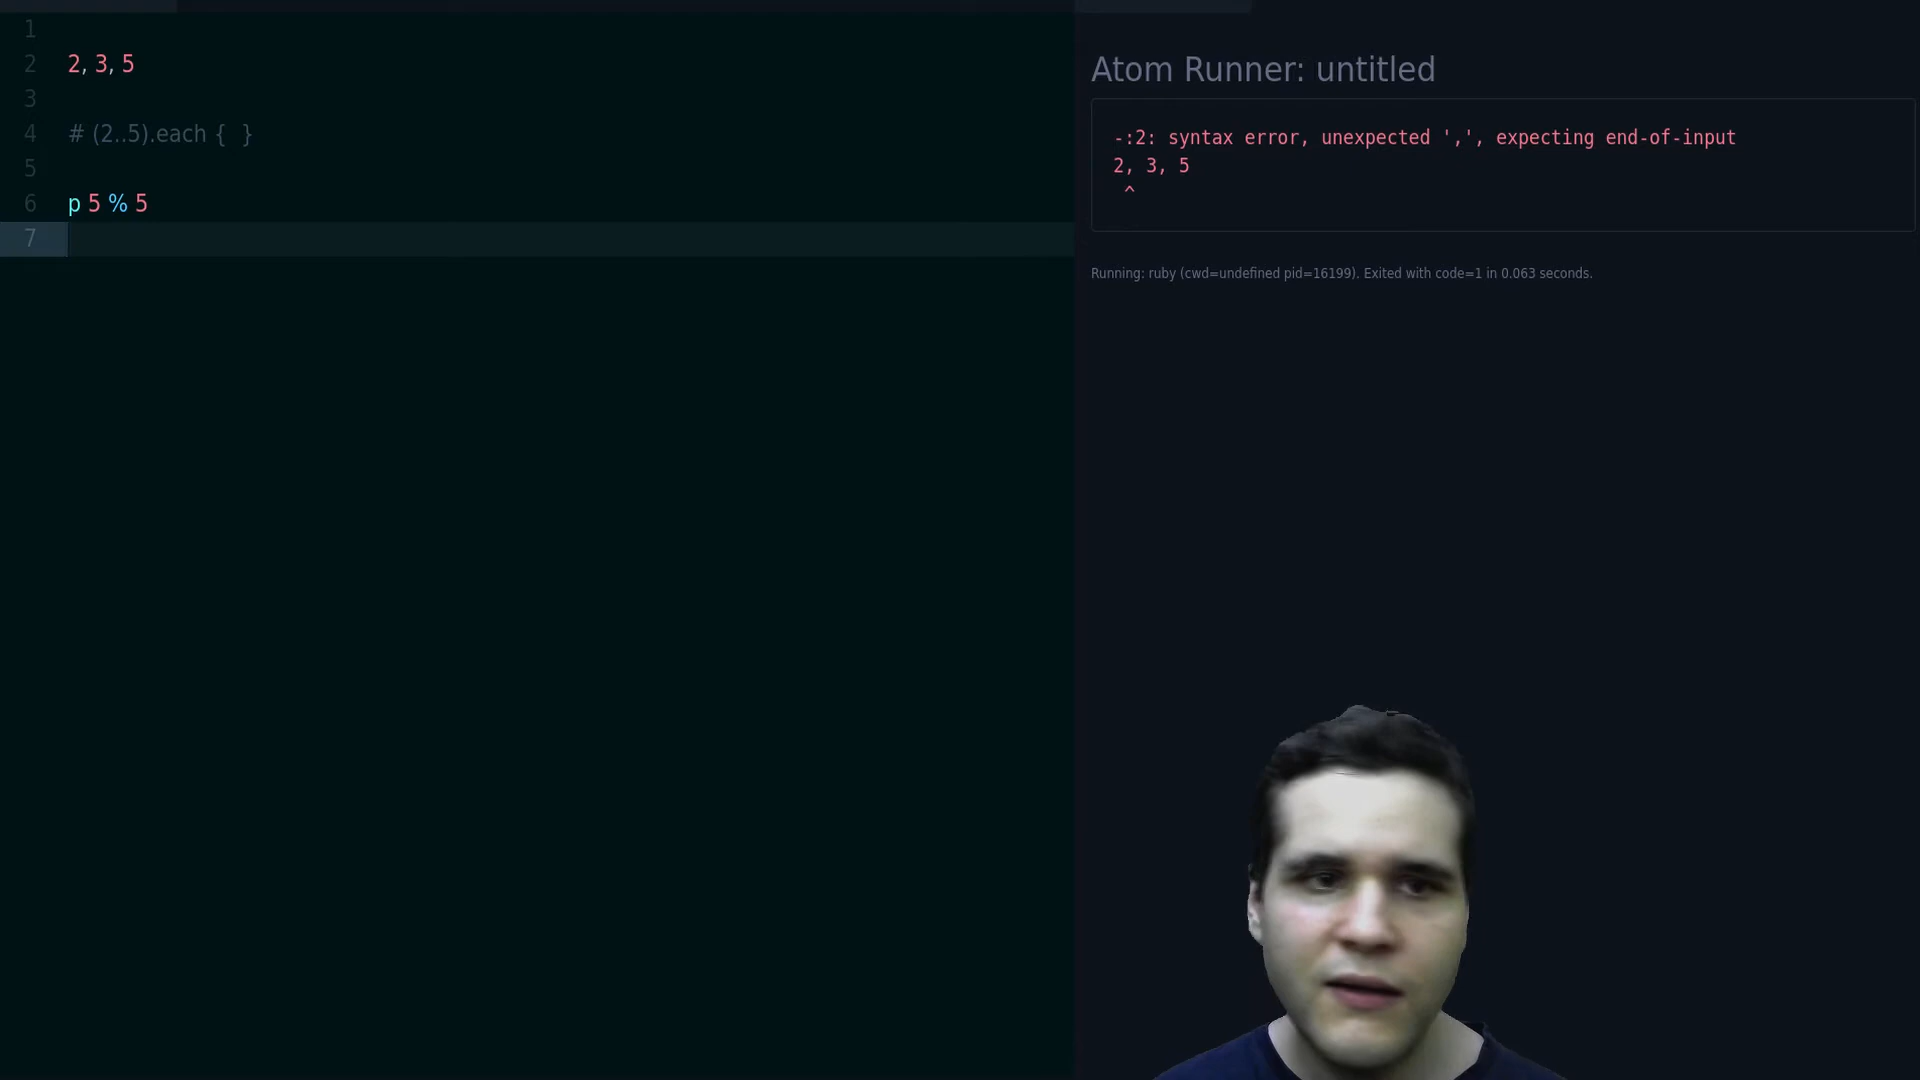 1
2 2, 3, 5
3
4 # (2..5).each {  }
5
6 p 5 % 5
7
Atom Runner: untitled
-:2: syntax error, unexpected ',', expecting end-of-input
2, 3, 5
^
Running: ruby (cwd=undefined pid=16199). Exited with code=1 in 0.063 seconds.